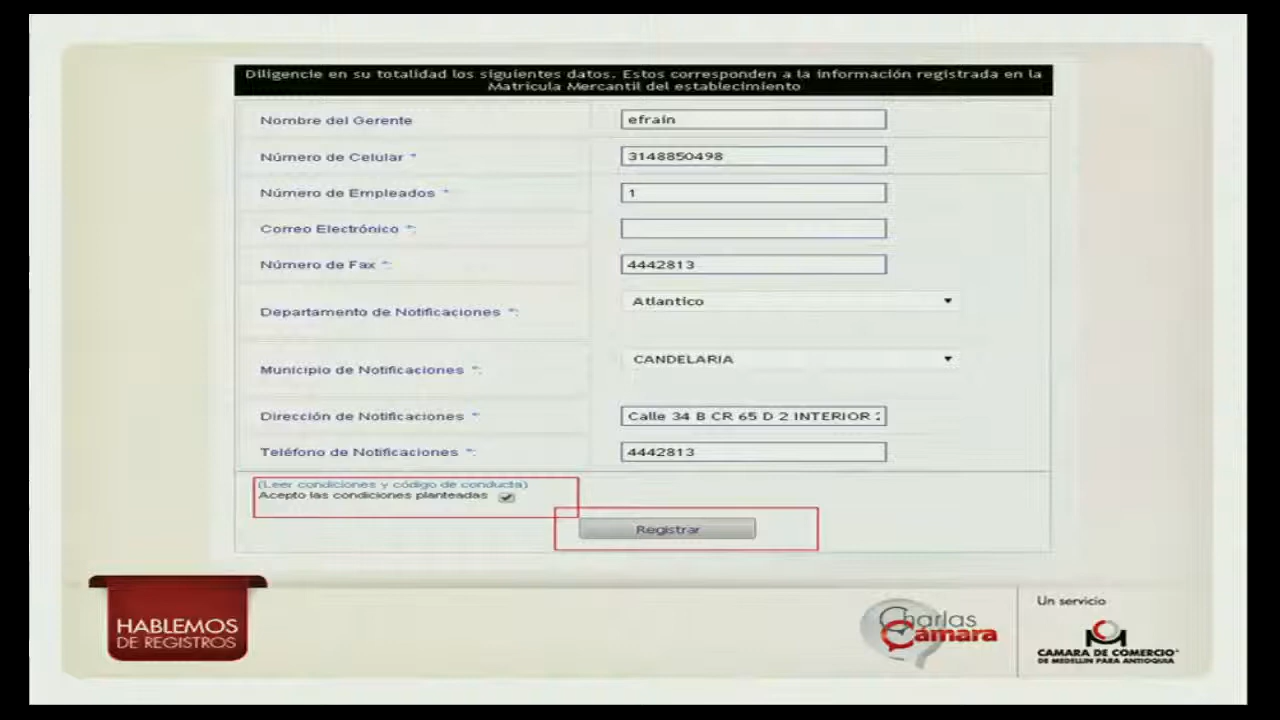 Diligencie en su totalidad los siguientes datos. Estos corresponden a la información registrada en la
Matricula Mercantil del establecimiento
Nombre del Gerente efrain
Número de Celular * 3148850498
Número de Empleados * 1
Correo Electrónico *:
Número de Fax *: 4442813
Departamento de Notificaciones *: Atlantico
Municipio de Notificaciones *: CANDELARIA
Dirección de Notificaciones * Calle 34 B CR 65 D 2 INTERIOR
Teléfono de Notificaciones *: 4442813
(Leer condiciones y código de conducta)
Acepto las condiciones planteadas
Registrar
HABLEMOS
DE REGISTROS
Charlas
Cámara
Un servicio
CAMARA DE COMERCIO
DE MEDELLIN PARA ANTIOQUIA